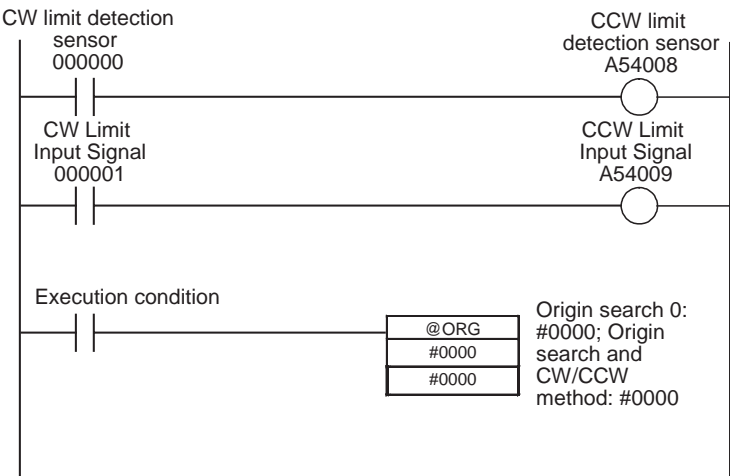 CW limit detection
sensor
000000
CCW limit
detection sensor
A54008
CW Limit
Input Signal
000001
CCW Limit
Input Signal
A54009
Execution condition
@ORG
#0000
#0000
Origin search 0:
#0000; Origin
search and
CW/CCW
method: #0000